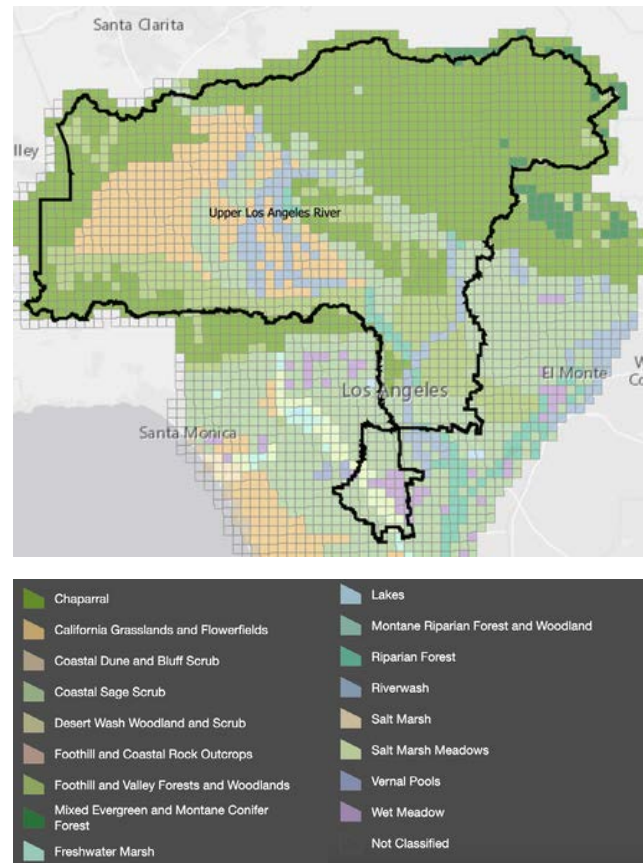 Santa Clarita
lley
Upper Los Angeles River
Los Angeles
El Monte
W
Co
Santa Monica
Chaparral
California Grasslands and Flowerfields
Coastal Dune and Bluff Scrub
Coastal Sage Scrub
Desert Wash Woodland and Scrub
Foothill and Coastal Rock Outcrops
Foothill and Valley Forests and Woodlands
Mixed Evergreen and Montane Conifer
Forest
Freshwater Marsh
Lakes
Montane Riparian Forest and Woodland
Riparian Forest
Riverwash
Salt Marsh
Salt Marsh Meadows
Vernal Pools
Wet Meadow
Not Classified